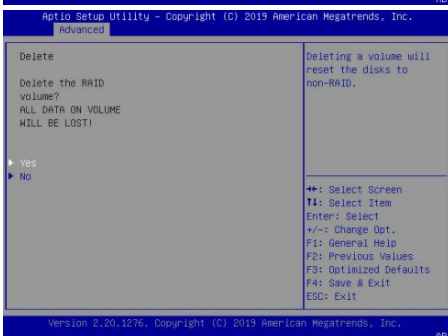 Aptio Setup Utility – Copyright (C) 2019 American Megatrends, Inc.
Advanced
Delete
Delete the RAID
volume?
ALL DATA ON VOLUME
WILL BE LOST!
Yes
No
Deleting a volume will
reset the disks to
non-RAID.
→←: Select Screen
↑↓: Select Item
Enter: Select
+/-: Change Opt.
F1: General Help
F2: Previous Values
F3: Optimized Defaults
F4: Save & Exit
ESC: Exit
Version 2.20.1276. Copyright (C) 2019 American Megatrends, Inc.
AB